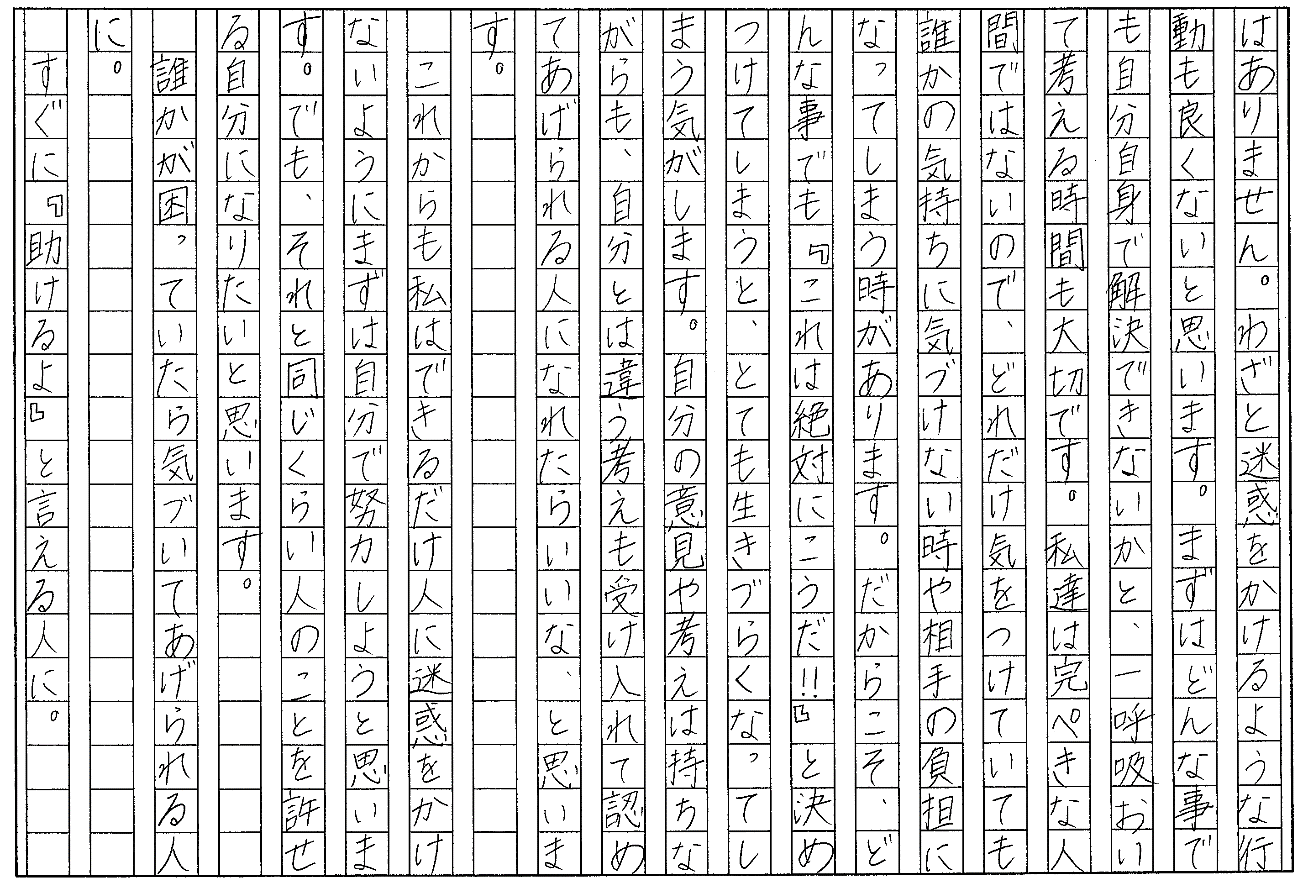 はありません。わざと迷惑をかけるような行
動も良くないと思います。まずはどんな事で
も自分自身で解決できないかと、一呼吸おい
て考える時間も大切です。私達は完ぺきな人
間ではないので、どれだけ気をつけていても
誰かの気持ちに気づけない時や相手の負担に
なってしまう時があります。だからこそ、ど
んな事でも『これは絶対にこうだ!!』と決め
つけてしまうと、とても生きづらくなってし
まう気がします。自分の意見や考えは持ちな
がらも、自分とは違う考えも受け入れて認め
てあげられる人になれたらいいな、と思いま
す。
これからも私はできるだけ人に迷惑をかけ
ないようにまずは自分で努力しようと思いま
す。でも、それと同じくらい人のことを許せ
る自分になりたいと思います。
誰かが困っていたら気づいてあげられる人
に。
すぐに『助けるよ』と言える人に。